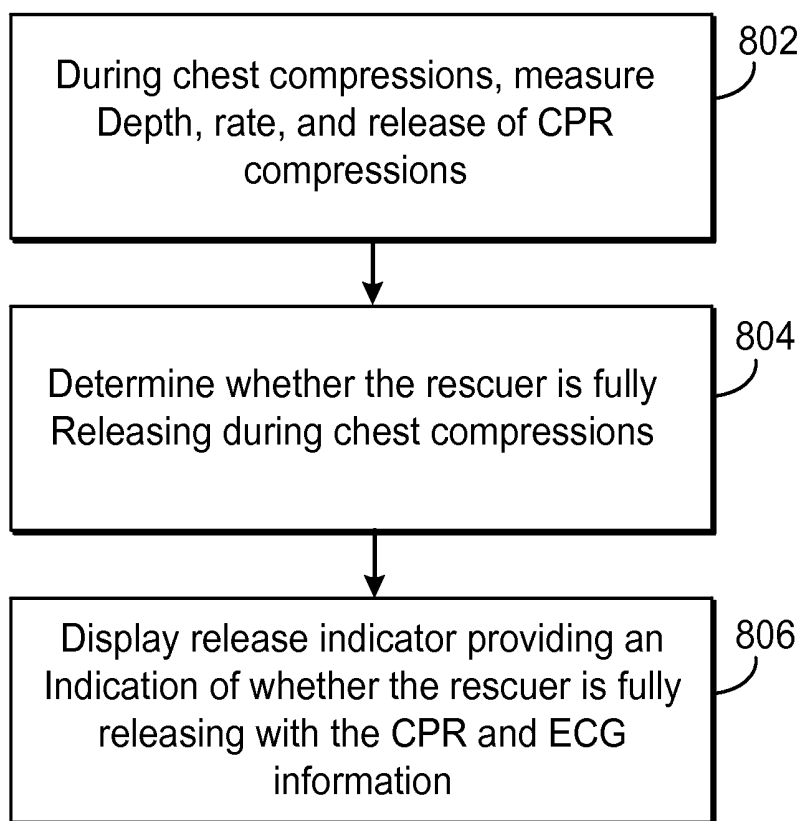 802
During chest compressions, measure
Depth, rate, and release of CPR
compressions
804
Determine whether the rescuer is fully
Releasing during chest compressions
806
Display release indicator providing an
Indication of whether the rescuer is fully
releasing with the CPR and ECG
information